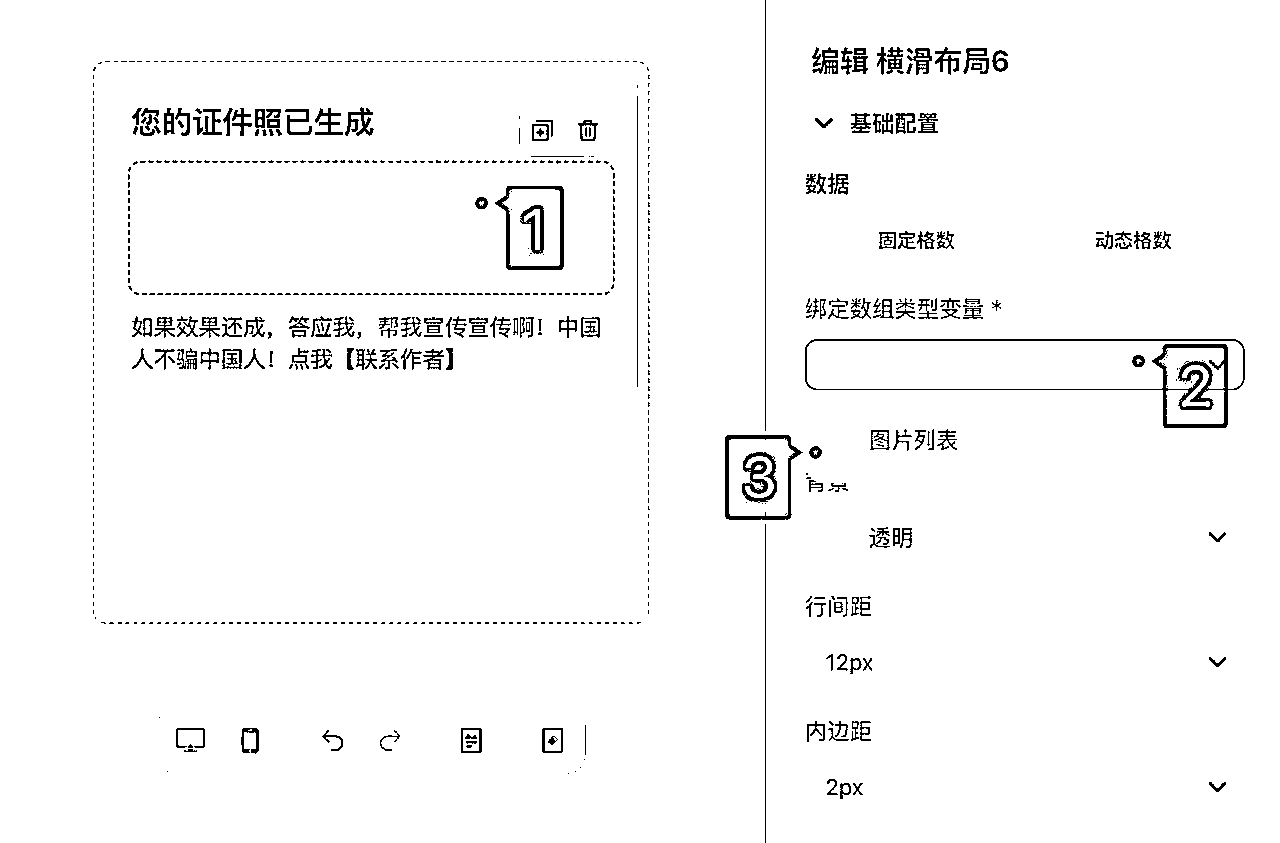 您的证件照已生成
1
如果效果还成，答应我，帮我宣传宣传啊！中国
人不骗中国人！点我【联系作者】
编辑 横滑布局6
基础配置
数据
固定格数
动态格数
绑定数组类型变量 *
2
图片列表
3
背景
透明
行间距
12px
内边距
2px